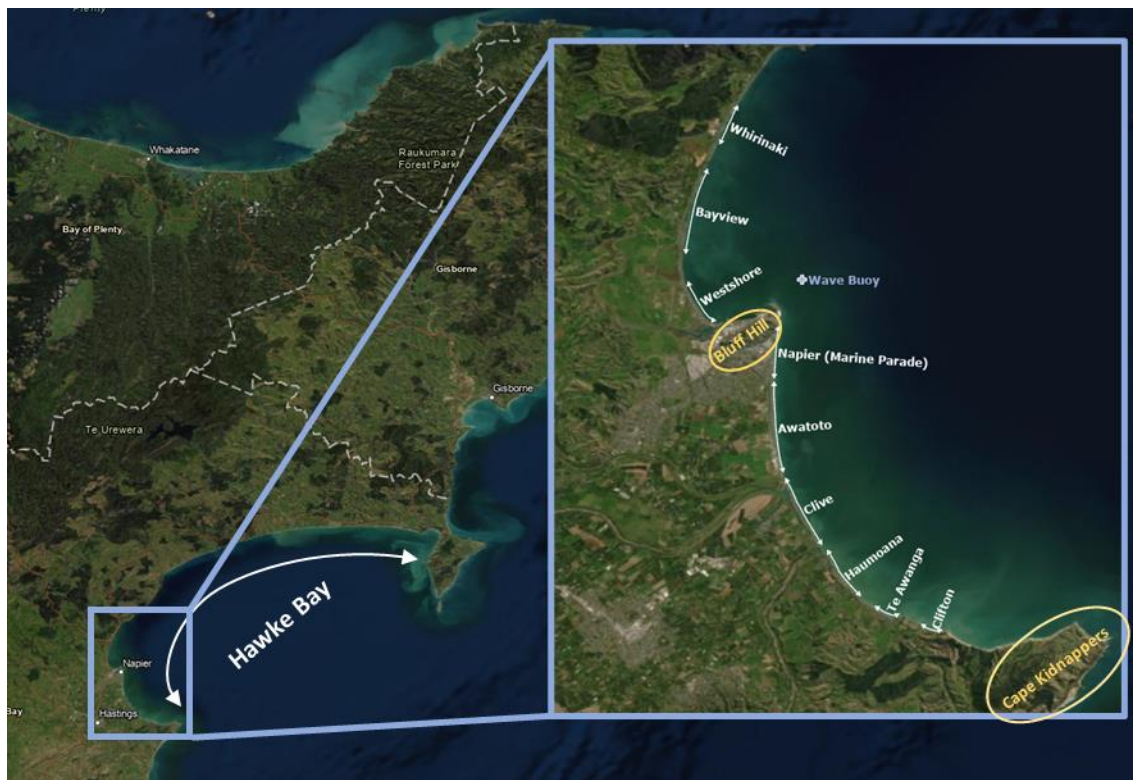 Plenty
Whakatane
Raukumara
Forest Park
Bay of Plenty
Gisborne
Gisborne
Te Urewera
Hawke Bay
Napier
Hastings
Bay
Whirinaki
Bayview
Westshore
Wave Buoy
Bluff Hill
Napier (Marine Parade)
Awatoto
Clive
Haumoana
Te Awanga
Clifton
Cape Kidnappers